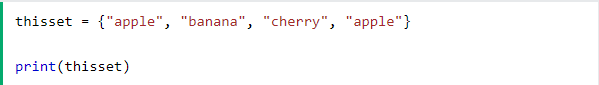 thisset = {"apple", "banana", "cherry", "apple"}
print(thisset)